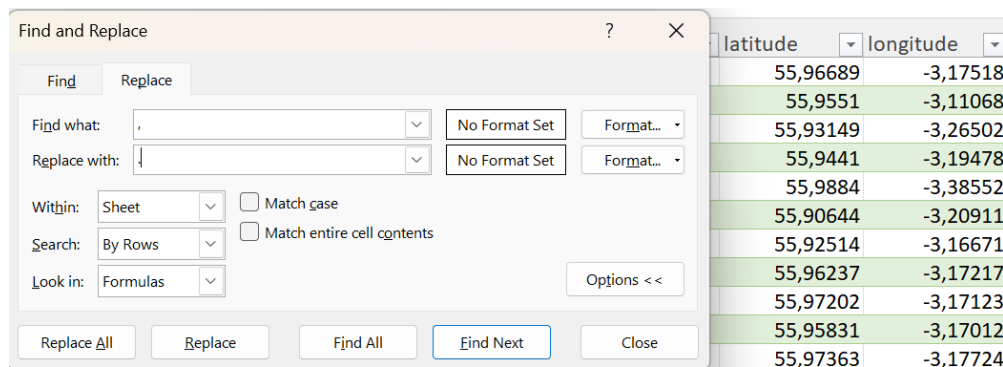 Find and Replace ? ×
Find Replace
Find what: , No Format Set Format...
Replace with: . No Format Set Format...
Within: Sheet Match case
Search: By Rows Match entire cell contents
Look in: Formulas Options <<
Replace All Replace Find All Find Next Close
latitude longitude
55,96689 -3,17518
55,9551 -3,11068
55,93149 -3,26502
55,9441 -3,19478
55,9884 -3,38552
55,90644 -3,20911
55,92514 -3,16671
55,96237 -3,17217
55,97202 -3,17123
55,95831 -3,17012
55,97363 -3,17724